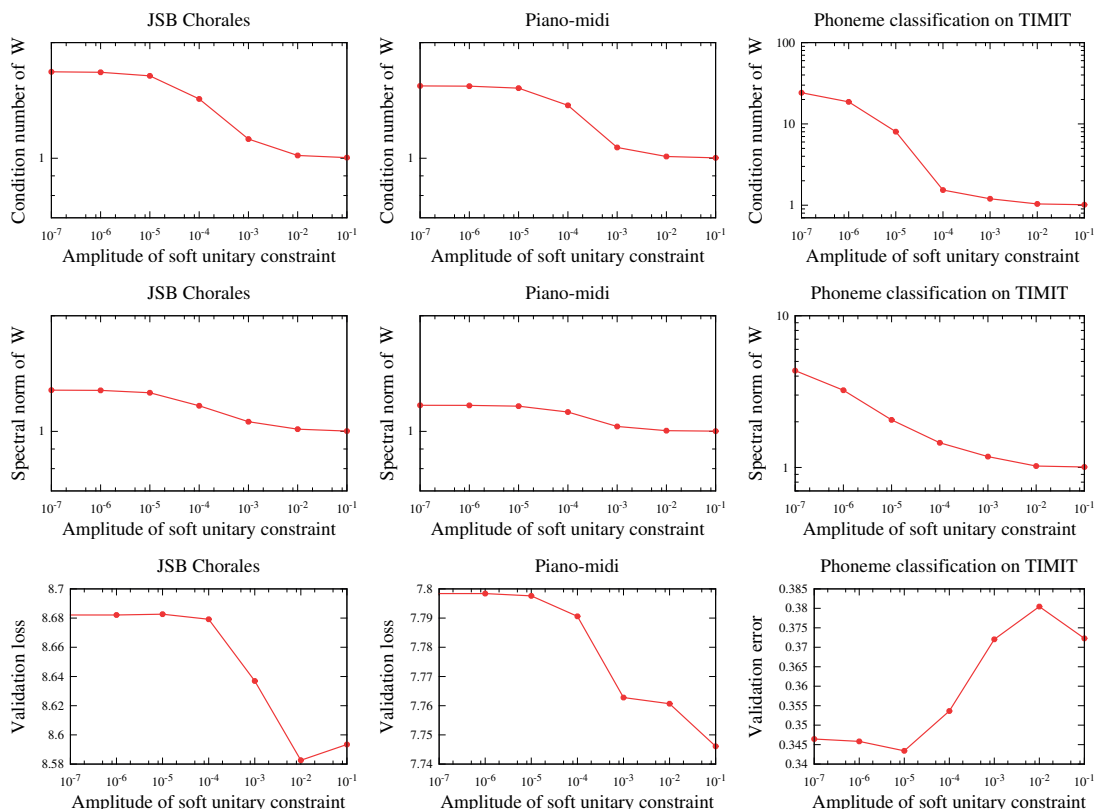 JSB Chorales
Condition number of W
1
10-7 10-6 10-5 10-4 10-3 10-2 10-1
Amplitude of soft unitary constraint
Piano-midi
Condition number of W
1
10-7 10-6 10-5 10-4 10-3 10-2 10-1
Amplitude of soft unitary constraint
Phoneme classification on TIMIT
Condition number of W
100
10
1
10-7 10-6 10-5 10-4 10-3 10-2 10-1
Amplitude of soft unitary constraint
JSB Chorales
Spectral norm of W
1
10-7 10-6 10-5 10-4 10-3 10-2 10-1
Amplitude of soft unitary constraint
Piano-midi
Spectral norm of W
1
10-7 10-6 10-5 10-4 10-3 10-2 10-1
Amplitude of soft unitary constraint
Phoneme classification on TIMIT
Spectral norm of W
10
1
10-7 10-6 10-5 10-4 10-3 10-2 10-1
Amplitude of soft unitary constraint
JSB Chorales
Validation loss
8.7
8.68
8.66
8.64
8.62
8.6
8.58
10-7 10-6 10-5 10-4 10-3 10-2 10-1
Amplitude of soft unitary constraint
Piano-midi
Validation loss
7.8
7.79
7.78
7.77
7.76
7.75
7.74
10-7 10-6 10-5 10-4 10-3 10-2 10-1
Amplitude of soft unitary constraint
Phoneme classification on TIMIT
Validation error
0.385
0.38
0.375
0.37
0.365
0.36
0.355
0.35
0.345
0.34
10-7 10-6 10-5 10-4 10-3 10-2 10-1
Amplitude of soft unitary constraint